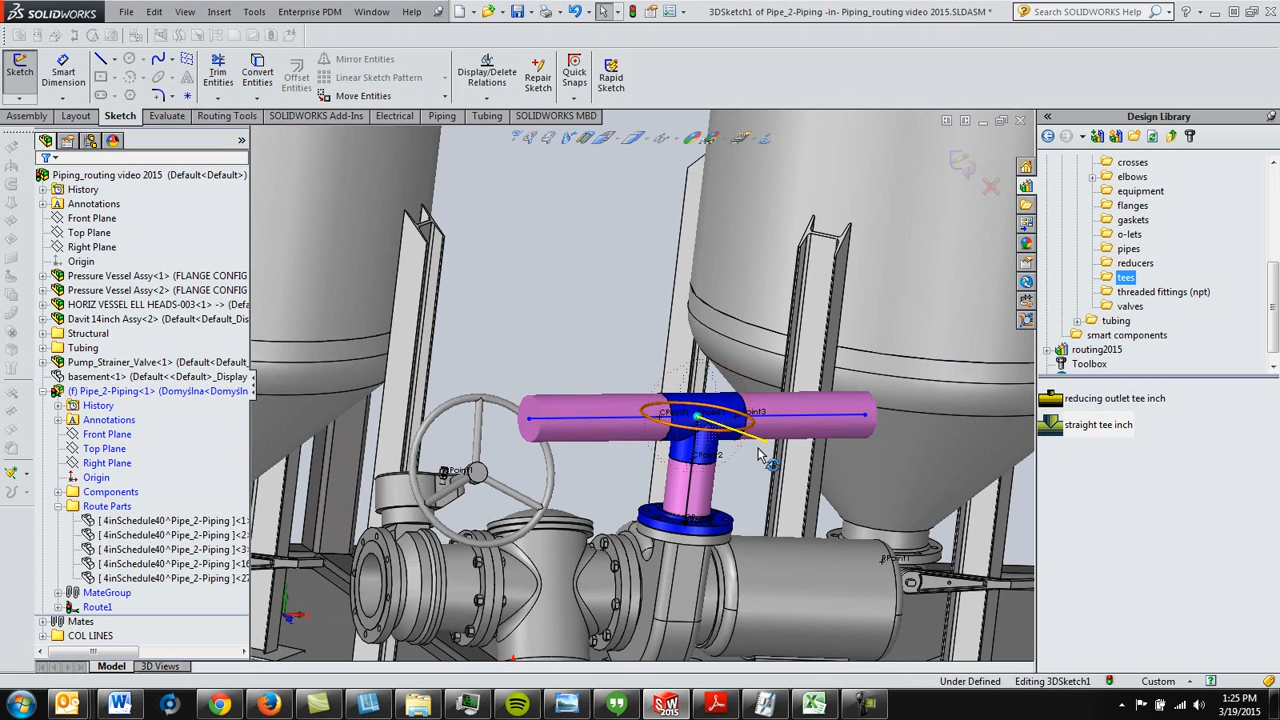 SOLIDWORKS
File Edit View Insert Tools Enterprise PDM Window Help
3DSketch1 of Pipe_2-Piping -in- Piping_routing video 2015.SLDASM *
Search SOLIDWORKS Help
Sketch
Smart Dimension
Trim Entities
Convert Entities
Offset Entities
Mirror Entities
Linear Sketch Pattern
Move Entities
Display/Delete Relations
Repair Sketch
Quick Snaps
Rapid Sketch
Assembly Layout Sketch Evaluate Routing Tools SOLIDWORKS Add-Ins Electrical Piping Tubing SOLIDWORKS MBD
Piping_routing video 2015 (Default<Default>)
History
Annotations
Front Plane
Top Plane
Right Plane
Origin
Pressure Vessel Assy<1> (FLANGE CONFIG
Pressure Vessel Assy<2> (FLANGE CONFIG
HORIZ VESSEL ELL HEADS-003<1> -> (Defa
Davit 14inch Assy<2> (Default_Dis
Structural
Tubing
Pump_Strainer_Valve<1> (Default<Default_
basement<1> (Default<Default>_Display
(f) Pipe_2-Piping<1> (DomySlna<DomySln
History
Annotations
Front Plane
Top Plane
Right Plane
Origin
Components
Route Parts
[ 4inSchedule40^Pipe_2-Piping ]<1>
[ 4inSchedule40^Pipe_2-Piping ]<2>
[ 4inSchedule40^Pipe_2-Piping ]<3>
[ 4inSchedule40^Pipe_2-Piping ]<16
[ 4inSchedule40^Pipe_2-Piping ]<27
MateGroup
Route1
Mates
COL LINES
Model 3D Views
CPoint1
CPoint2
Design Library
crosses
elbows
equipment
flanges
gaskets
o-lets
pipes
reducers
tees
threaded fittings (npt)
valves
tubing
smart components
routing2015
Toolbox
reducing outlet tee inch
straight tee inch
Under Defined Editing 3DSketch1 Custom
1:25 PM
3/19/2015